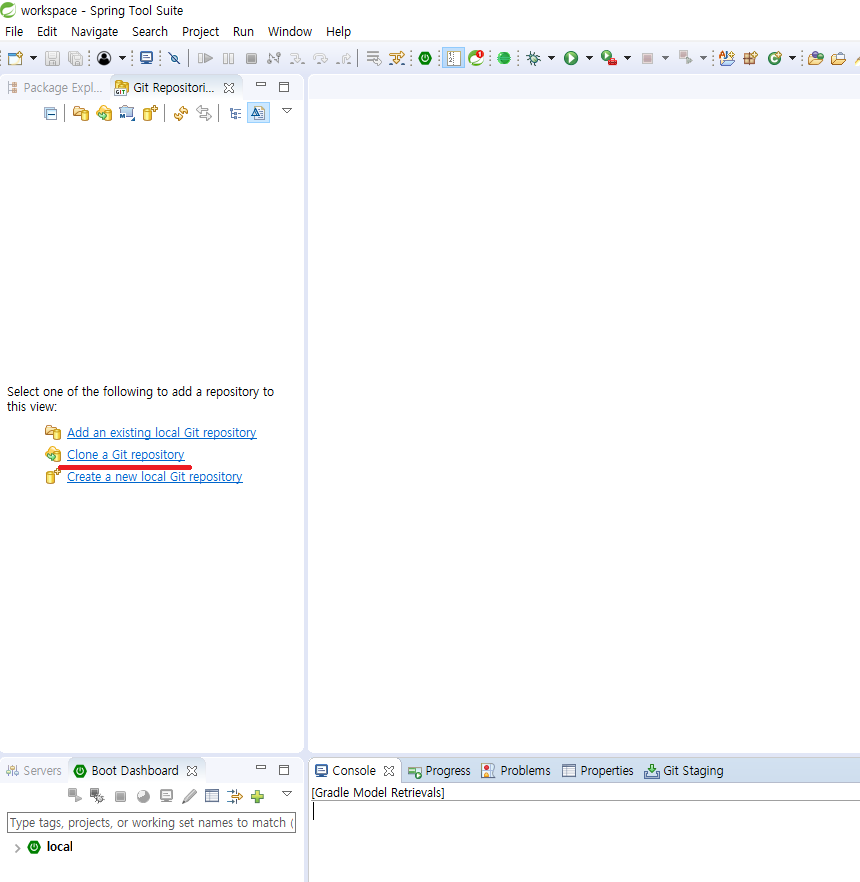 workspace - Spring Tool Suite
File Edit Navigate Search Project Run Window Help
Package Expl... Git Repositori...
Select one of the following to add a repository to
this view:
Add an existing local Git repository
Clone a Git repository
Create a new local Git repository
Servers Boot Dashboard
Type tags, projects, or working set names to match (
local
Console Progress Problems Properties Git Staging
[Gradle Model Retrievals]